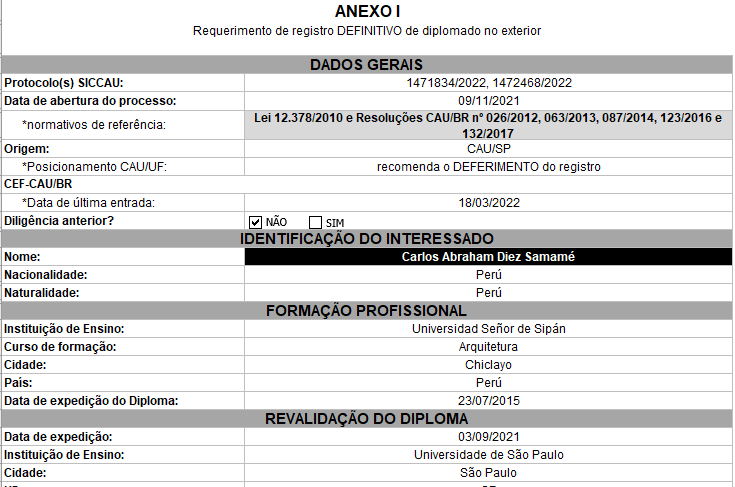 ANEXO I
Requerimento de registro DEFINITIVO de diplomado no exterior
DADOS GERAIS
Protocolo(s) SICCAU: 1471834/2022, 1472468/2022
Data de abertura do processo: 09/11/2021
*normativos de referência: Lei 12.378/2010 e Resoluções CAU/BR nº 026/2012, 063/2013, 087/2014, 123/2016 e
132/2017
Origem: CAU/SP
*Posicionamento CAU/UF: recomenda o DEFERIMENTO do registro
CEF-CAU/BR
*Data de última entrada: 18/03/2022
Diligência anterior? NÃO SIM
IDENTIFICAÇÃO DO INTERESSADO
Nome: Carlos Abraham Diez Samamé
Nacionalidade: Perú
Naturalidade: Perú
FORMAÇÃO PROFISSIONAL
Instituição de Ensino: Universidad Señor de Sipán
Curso de formação: Arquitetura
Cidade: Chiclayo
País: Perú
Data de expedição do Diploma: 23/07/2015
REVALIDAÇÃO DO DIPLOMA
Data de expedição: 03/09/2021
Instituição de Ensino: Universidade de São Paulo
Cidade: São Paulo